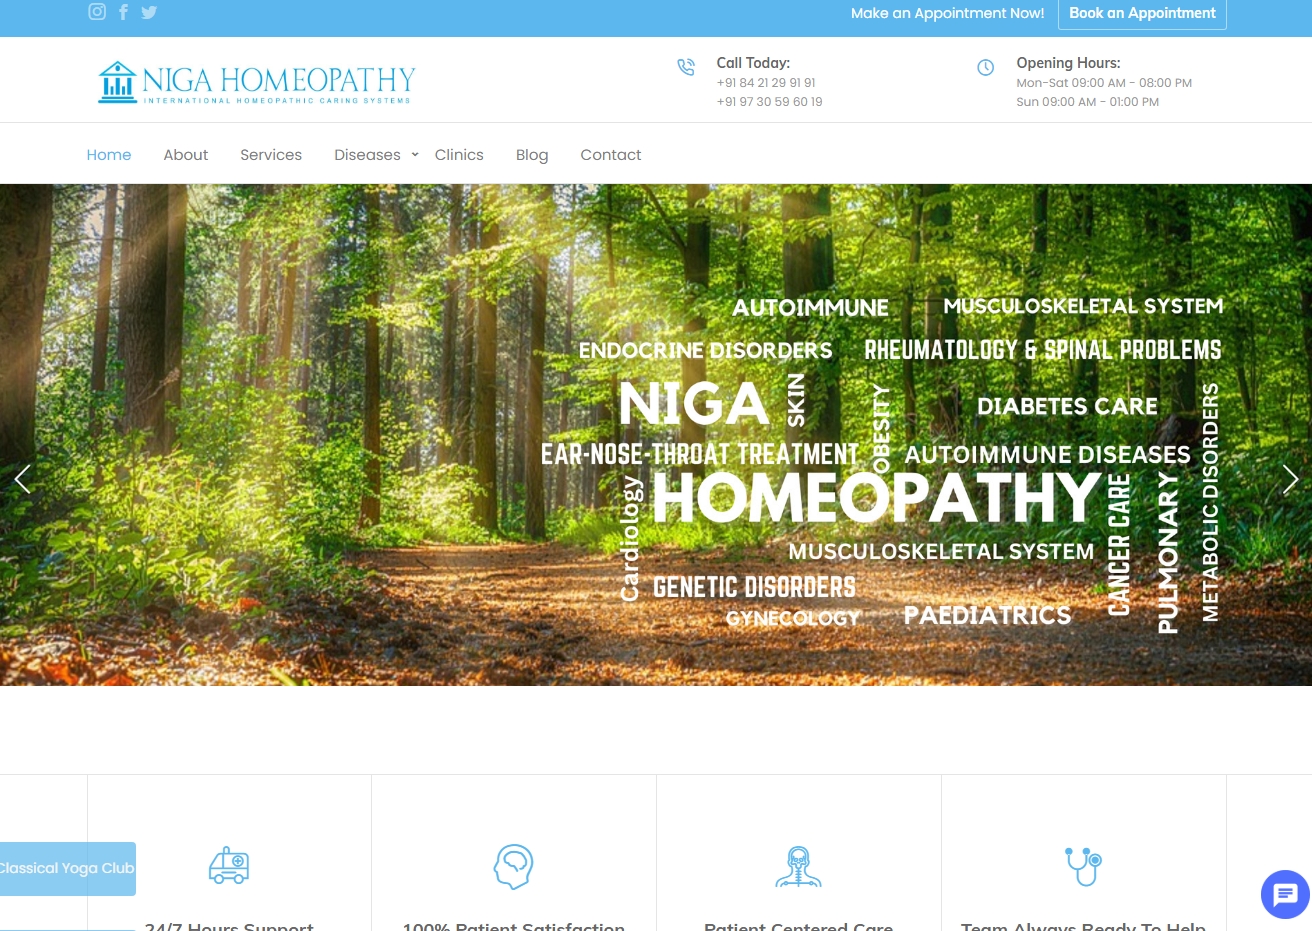 Make an Appointment Now!
Book an Appointment
NIGA HOMEOPATHY
INTERNATIONAL HOMEOPATHIC CARING SYSTEMS
Call Today:
+91 84 21 29 91 91
+91 97 30 59 60 19
Opening Hours:
Mon-Sat 09:00 AM - 08:00 PM
Sun 09:00 AM - 01:00 PM
Home
About
Services
Diseases
Clinics
Blog
Contact
AUTOIMMUNE
MUSCULOSKELETAL SYSTEM
ENDOCRINE DISORDERS
RHEUMATOLOGY & SPINAL PROBLEMS
NIGA
SKIN
OBESITY
DIABETES CARE
METABOLIC DISORDERS
EAR-NOSE-THROAT TREATMENT
AUTOIMMUNE DISEASES
Cardiology
HOMEOPATHY
CANCER CARE
PULMONARY
MUSCULOSKELETAL SYSTEM
GENETIC DISORDERS
GYNECOLOGY
PAEDIATRICS
Classical Yoga Club
24/7 Hours Support
100% Patient Satisfaction
Patient Centered Care
Team Always Ready To Help